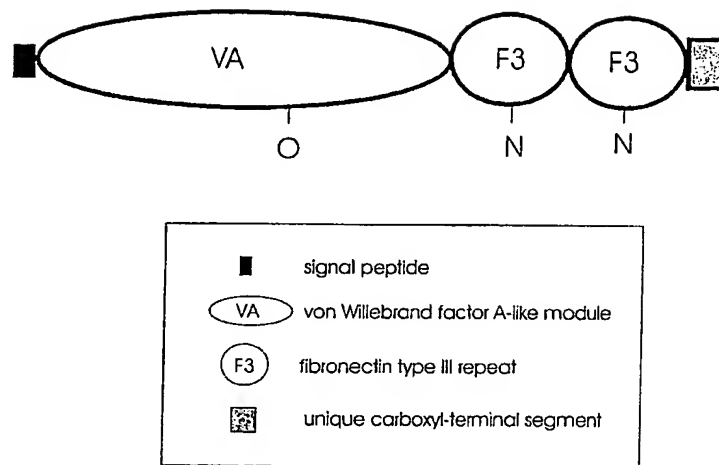 VA F3 F3
O N N
signal peptide
VA von Willebrand factor A-like module
F3 fibronectin type III repeat
unique carboxyl-terminal segment